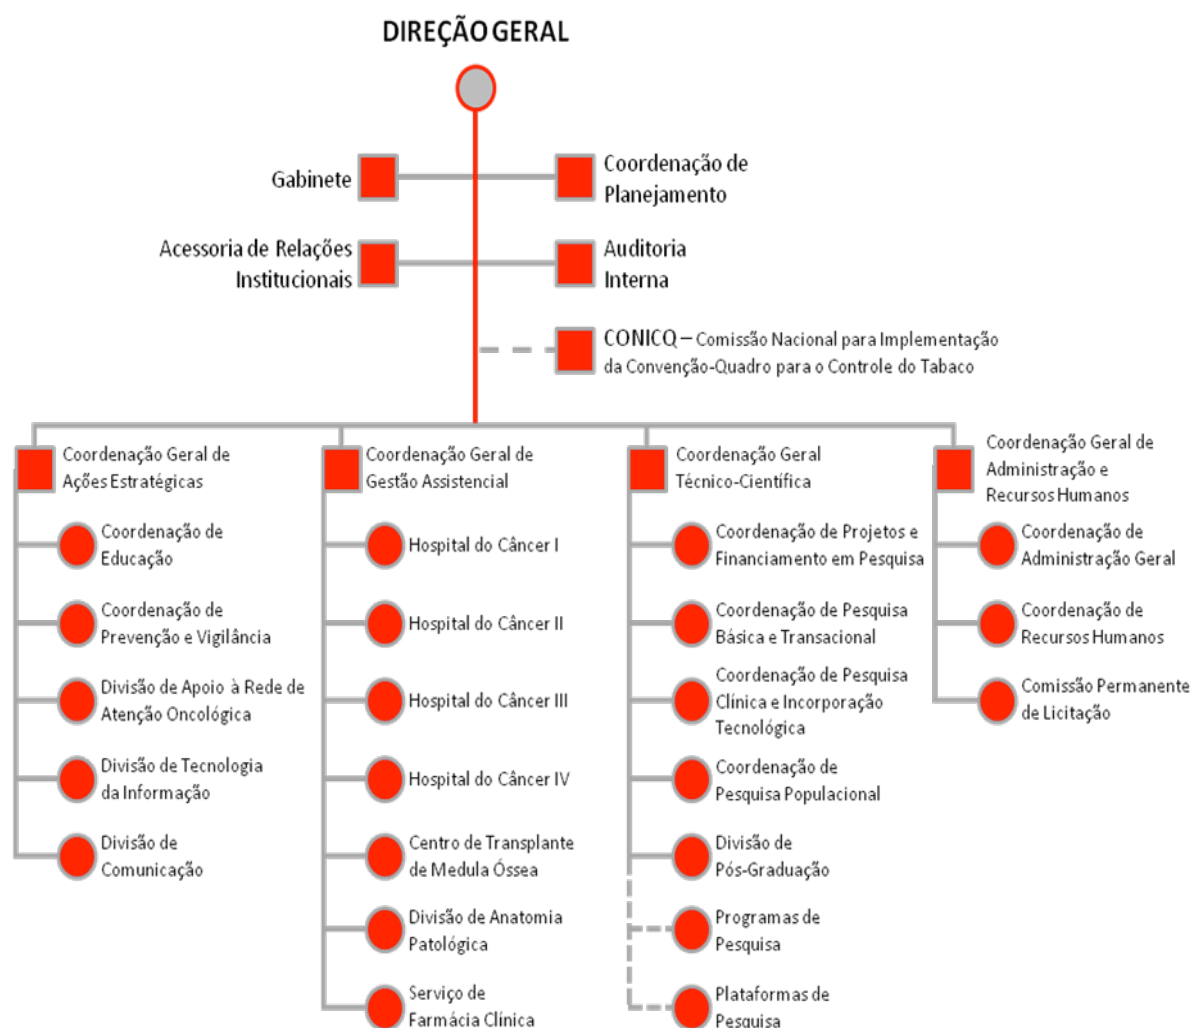 DIREÇÃO GERAL
Gabinete
Coordenação de
Planejamento
Acessoria de Relações
Institucionais
Auditoria
Interna
CONICQ – Comissão Nacional para Implementação
da Convenção-Quadro para o Controle do Tabaco
Coordenação Geral de
Ações Estratégicas
Coordenação de
Educação
Coordenação de
Prevenção e Vigilância
Divisão de Apoio à Rede de
Atenção Oncológica
Divisão de Tecnologia
da Informação
Divisão de
Comunicação
Coordenação Geral de
Gestão Assistencial
Hospital do Câncer I
Hospital do Câncer II
Hospital do Câncer III
Hospital do Câncer IV
Centro de Transplante
de Medula Óssea
Divisão de Anatomia
Patológica
Serviço de
Farmácia Clínica
Coordenação Geral
Técnico-Científica
Coordenação de Projetos e
Financiamento em Pesquisa
Coordenação de Pesquisa
Básica e Transacional
Coordenação de Pesquisa
Clínica e Incorporação
Tecnológica
Coordenação de
Pesquisa Populacional
Divisão de
Pós-Graduação
Programas de
Pesquisa
Plataformas de
Pesquisa
Coordenação Geral de
Administração e
Recursos Humanos
Coordenação de
Administração Geral
Coordenação de
Recursos Humanos
Comissão Permanente
de Licitação